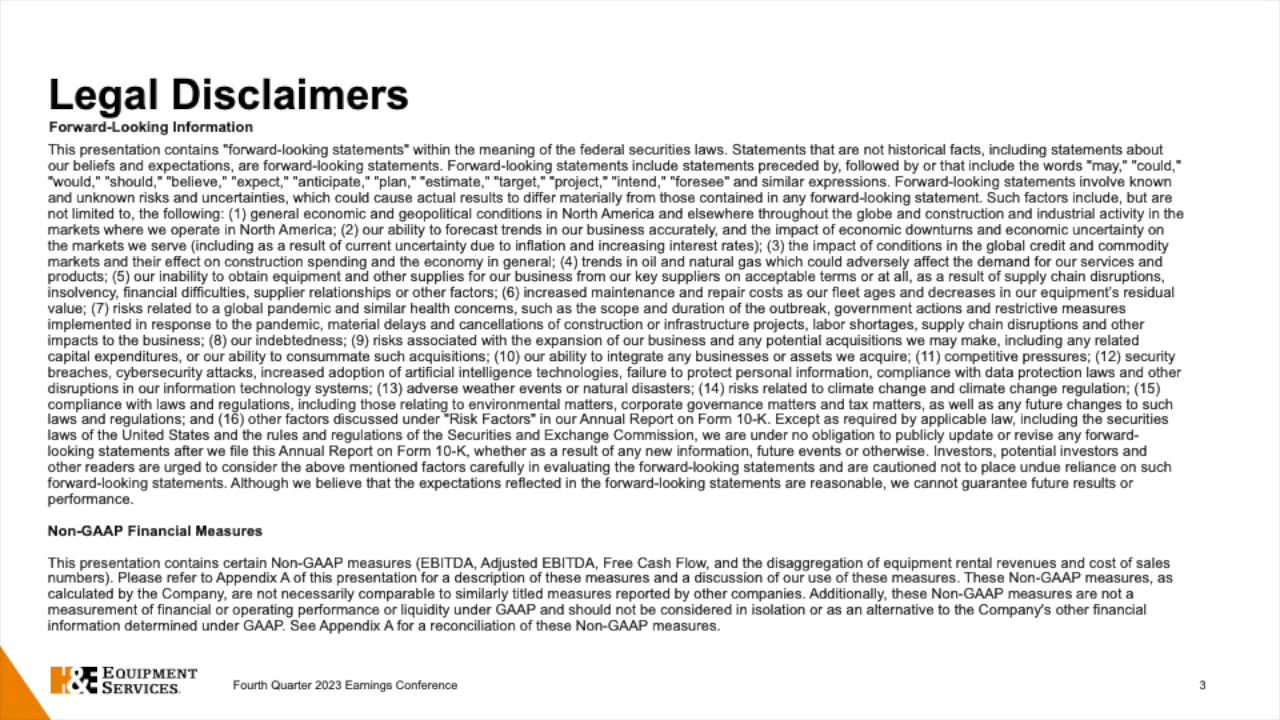 Legal Disclaimers
Forward-Looking Information
This presentation contains "forward-looking statements" within the meaning of the federal securities laws. Statements that are not historical facts, including statements about
our beliefs and expectations, are forward-looking statements. Forward-looking statements include statements preceded by, followed by or that include the words "may," "could,"
"would," "should," "believe," "expect," "anticipate," "plan," "estimate," "target," "project," "intend," "foresee" and similar expressions. Forward-looking statements involve known
and unknown risks and uncertainties, which could cause actual results to differ materially from those contained in any forward-looking statement. Such factors include, but are
not limited to, the following: (1) general economic and geopolitical conditions in North America and elsewhere throughout the globe and construction and industrial activity in the
markets where we operate in North America; (2) our ability to forecast trends in our business accurately, and the impact of economic downturns and economic uncertainty on
the markets we serve (including as a result of current uncertainty due to inflation and increasing interest rates); (3) the impact of conditions in the global credit and commodity
markets and their effect on construction spending and the economy in general; (4) trends in oil and natural gas which could adversely affect the demand for our services and
products; (5) our inability to obtain equipment and other supplies for our business from our key suppliers on acceptable terms or at all, as a result of supply chain disruptions,
insolvency, financial difficulties, supplier relationships or other factors; (6) increased maintenance and repair costs as our fleet ages and decreases in our equipment's residual
value; (7) risks related to a global pandemic and similar health concerns, such as the scope and duration of the outbreak, government actions and restrictive measures
implemented in response to the pandemic, material delays and cancellations of construction or infrastructure projects, labor shortages, supply chain disruptions and other
impacts to the business; (8) our indebtedness; (9) risks associated with the expansion of our business and any potential acquisitions we may make, including any related
capital expenditures, or our ability to consummate such acquisitions; (10) our ability to integrate any businesses or assets we acquire; (11) competitive pressures; (12) security
breaches, cybersecurity attacks, increased adoption of artificial intelligence technologies, failure to protect personal information, compliance with data protection laws and other
disruptions in our information technology systems; (13) adverse weather events or natural disasters; (14) risks related to climate change and climate change regulation; (15)
compliance with laws and regulations, including those relating to environmental matters, corporate governance matters and tax matters, as well as any future changes to such
laws and regulations; and (16) other factors discussed under "Risk Factors" in our Annual Report on Form 10-K. Except as required by applicable law, including the securities
laws of the United States and the rules and regulations of the Securities and Exchange Commission, we are under no obligation to publicly update or revise any forward-
looking statements after we file this Annual Report on Form 10-K, whether as a result of any new information, future events or otherwise. Investors, potential investors and
other readers are urged to consider the above mentioned factors carefully in evaluating the forward-looking statements and are cautioned not to place undue reliance on such
forward-looking statements. Although we believe that the expectations reflected in the forward-looking statements are reasonable, we cannot guarantee future results or
performance.
Non-GAAP Financial Measures
This presentation contains certain Non-GAAP measures (EBITDA, Adjusted EBITDA, Free Cash Flow, and the disaggregation of equipment rental revenues and cost of sales
numbers). Please refer to Appendix A of this presentation for a description of these measures and a discussion of our use of these measures. These Non-GAAP measures, as
calculated by the Company, are not necessarily comparable to similarly titled measures reported by other companies. Additionally, these Non-GAAP measures are not a
measurement of financial or operating performance or liquidity under GAAP and should not be considered in isolation or as an alternative to the Company's other financial
information determined under GAAP. See Appendix A for a reconciliation of these Non-GAAP measures.
H&E EQUIPMENT
SERVICES.
Fourth Quarter 2023 Earnings Conference
3